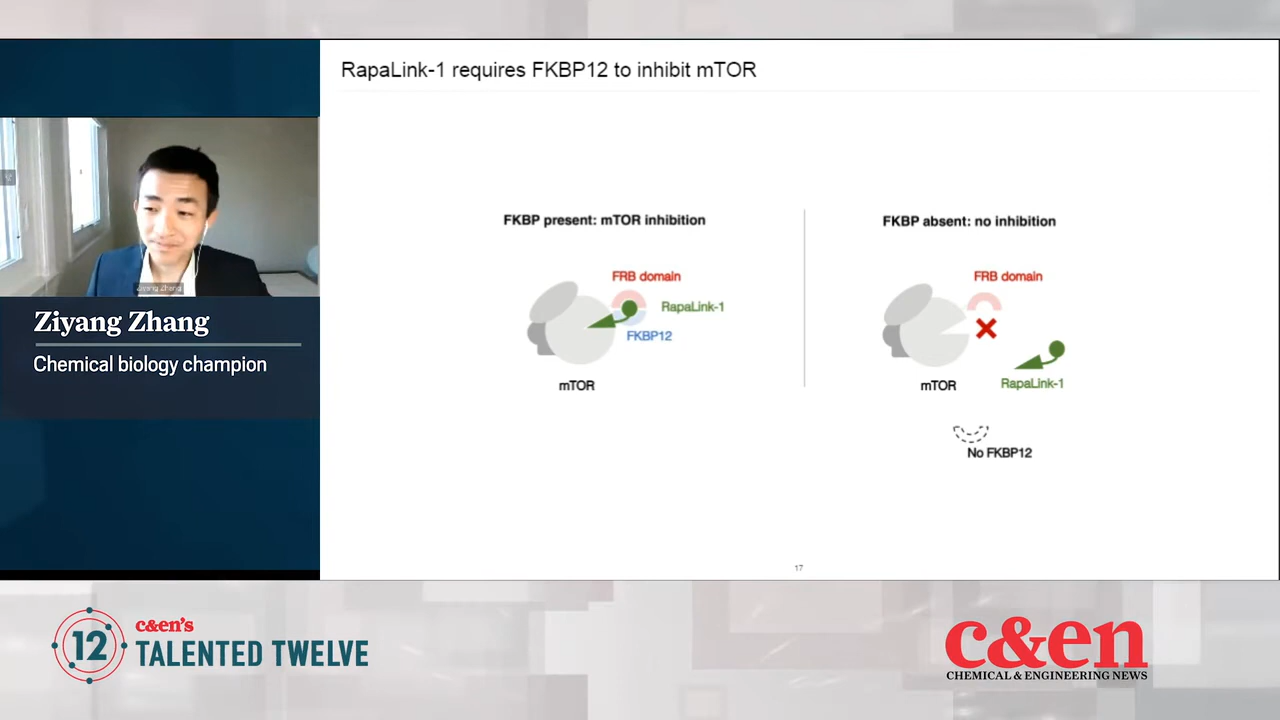 RapaLink-1 requires FKBP12 to inhibit mTOR
Ziyang Zhang
Ziyang Zhang
Chemical biology champion
FKBP present: mTOR inhibition
FRB domain
RapaLink-1
FKBP12
mTOR
FKBP absent: no inhibition
FRB domain
mTOR
RapaLink-1
No FKBP12
17
12
c&en's
TALENTED TWELVE
c&en
CHEMICAL & ENGINEERING NEWS